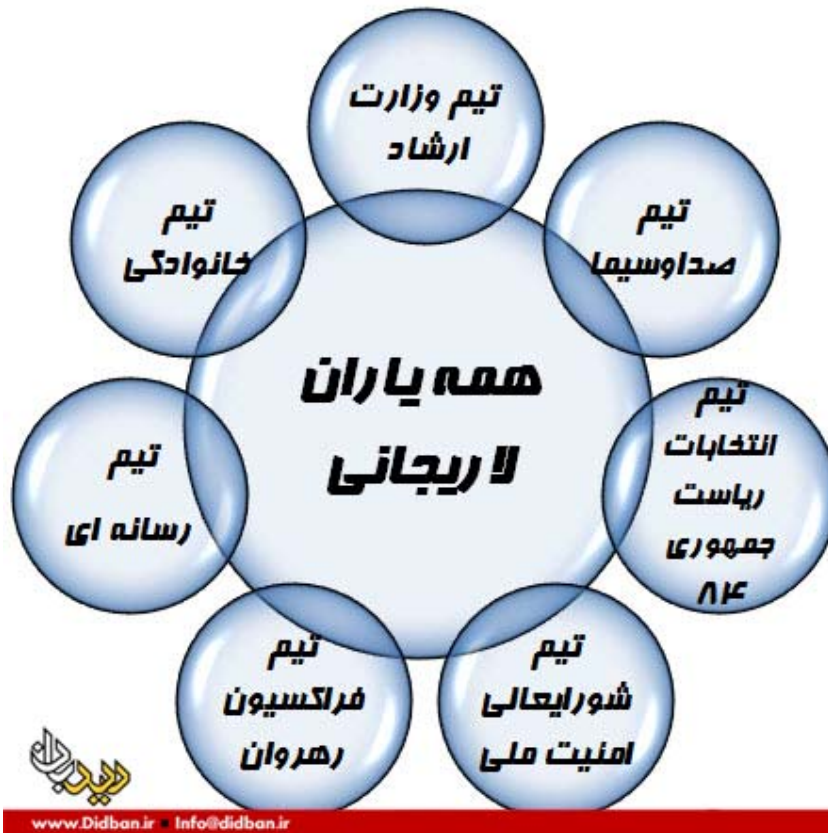 تیم وزارت
ارشاد
تیم
صداوسیما
تیم
انتخابات
ریاست
جمهوری
۸۴
تیم
شورایعالی
امنیت ملی
تیم
فراکسیون
رهروان
تیم
رسانه ای
تیم
خانوادگی
همه یاران
لاریجانی
دیدبان
www.Didban.ir Info@didban.ir